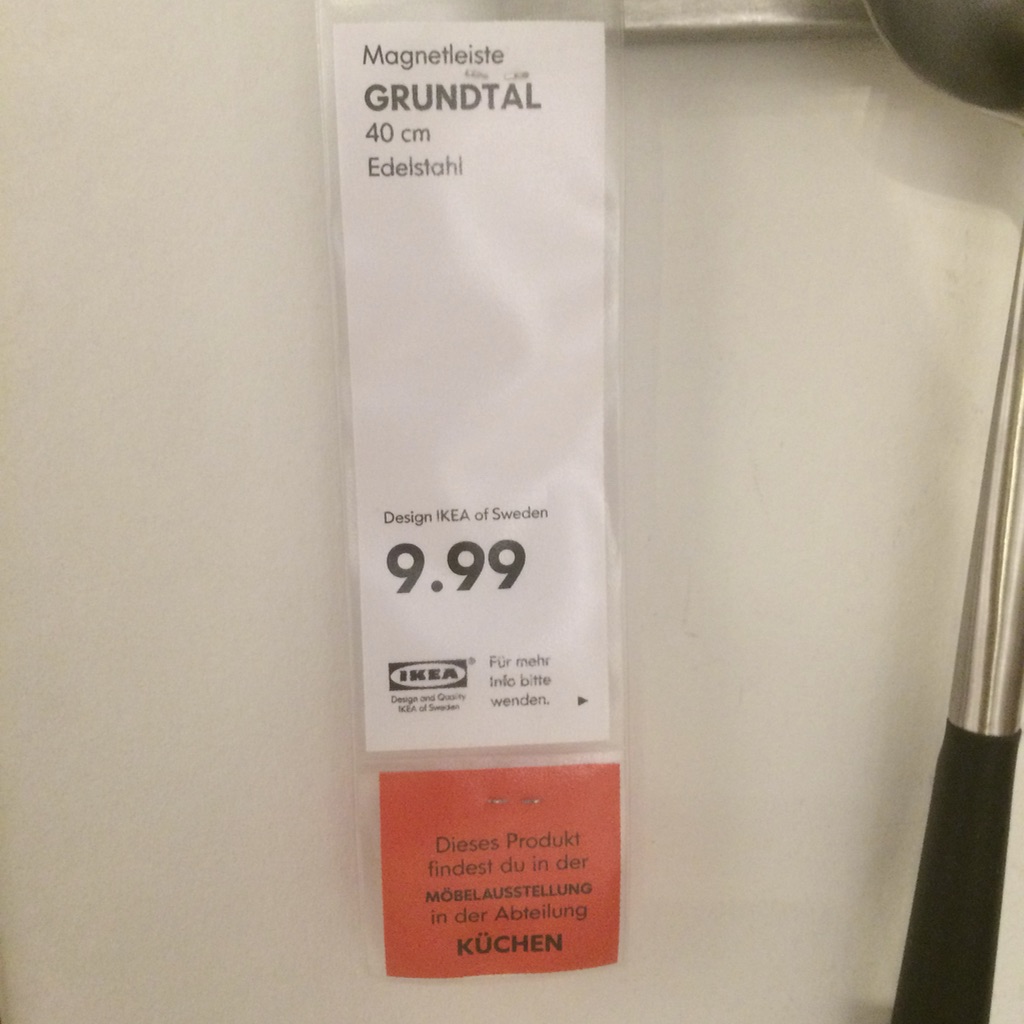 Magnetleiste
GRUNDTAL
40 cm
Edelstahl
Design IKEA of Sweden
9.99
IKEA®
Design and Quality
IKEA of Sweden
Für mehr
Info bitte
wenden. ►
Dieses Produkt
findest du in der
MÖBELAUSSTELLUNG
in der Abteilung
KÜCHEN